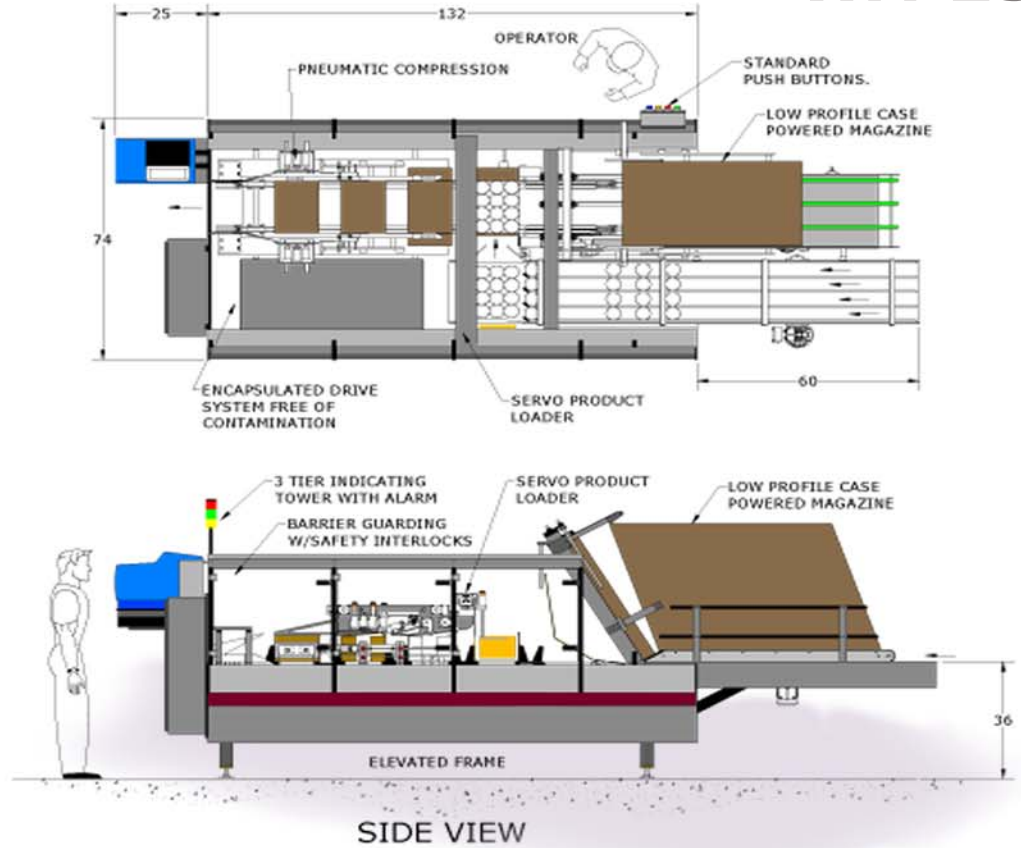 25
132
OPERATOR
PNEUMATIC COMPRESSION
STANDARD
PUSH BUTTONS.
LOW PROFILE CASE
POWERED MAGAZINE
74
60
ENCAPSULATED DRIVE
SYSTEM FREE OF
CONTAMINATION
SERVO PRODUCT
LOADER
3 TIER INDICATING
TOWER WITH ALARM
SERVO PRODUCT
LOADER
LOW PROFILE CASE
POWERED MAGAZINE
BARRIER GUARDING
W/SAFETY INTERLOCKS
36
ELEVATED FRAME
SIDE VIEW